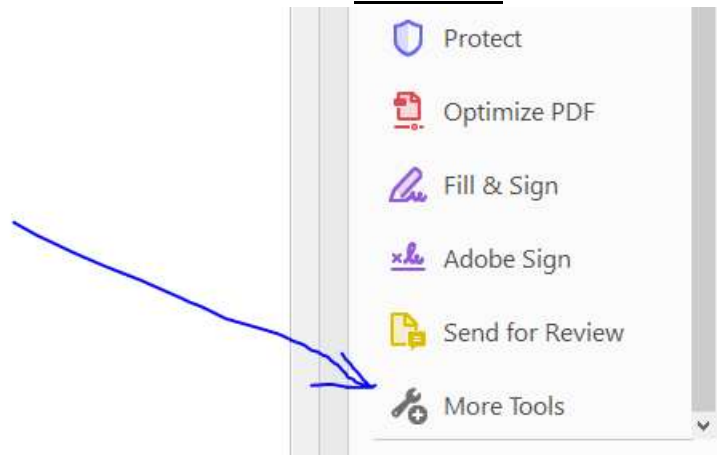 Protect
Optimize PDF
Fill & Sign
Adobe Sign
Send for Review
More Tools